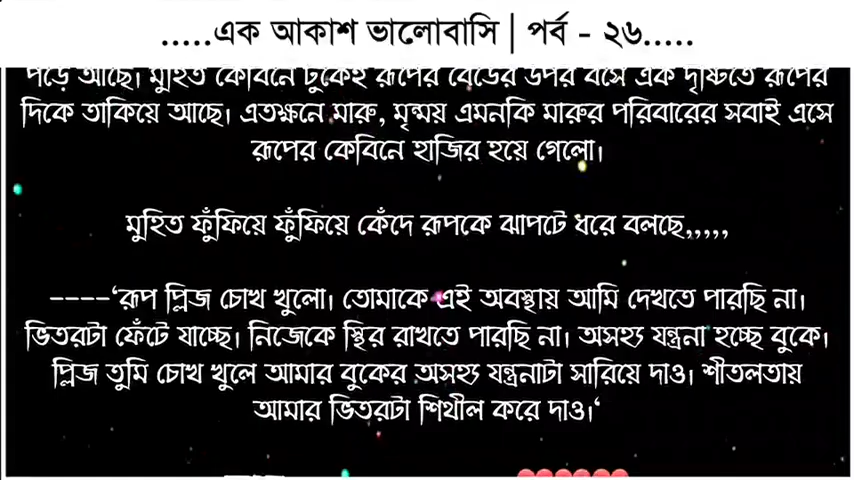 .....এক আকাশ ভালোবাসি | পর্ব - ২৬.....
পড়ে আছে। মুহিত কেবিনে ঢুকেই রূপের বেডের উপর বসে এক দৃষ্টিতে রূপের
দিকে তাকিয়ে আছে। এতক্ষনে মারু, মৃন্ময় এমনকি মারুর পরিবারের সবাই এসে
রূপের কেবিনে হাজির হয়ে গেলো।
মুহিত ফুঁফিয়ে ফুঁফিয়ে কেঁদে রূপকে ঝাপটে ধরে বলছে,,,,,
----‘রূপ প্লিজ চোখ খুলো। তোমাকে এই অবস্থায় আমি দেখতে পারছি না।
ভিতরটা ফেঁটে যাচ্ছে। নিজেকে স্থির রাখতে পারছি না। অসহ্য যন্ত্রনা হচ্ছে বুকে।
প্লিজ তুমি চোখ খুলে আমার বুকের অসহ্য যন্ত্রনাটা সারিয়ে দাও। শীতলতায়
আমার ভিতরটা শিথীল করে দাও।‘